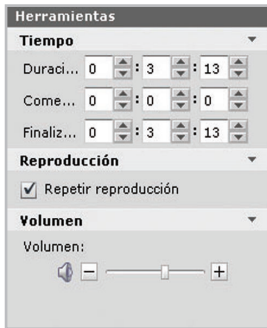 Herramientas
Tiempo
Duraci... 0 : 3 : 13
Come... 0 : 0 : 0
Finaliz... 0 : 3 : 13
Reproducción
Repetir reproducción
Volumen
Volumen: